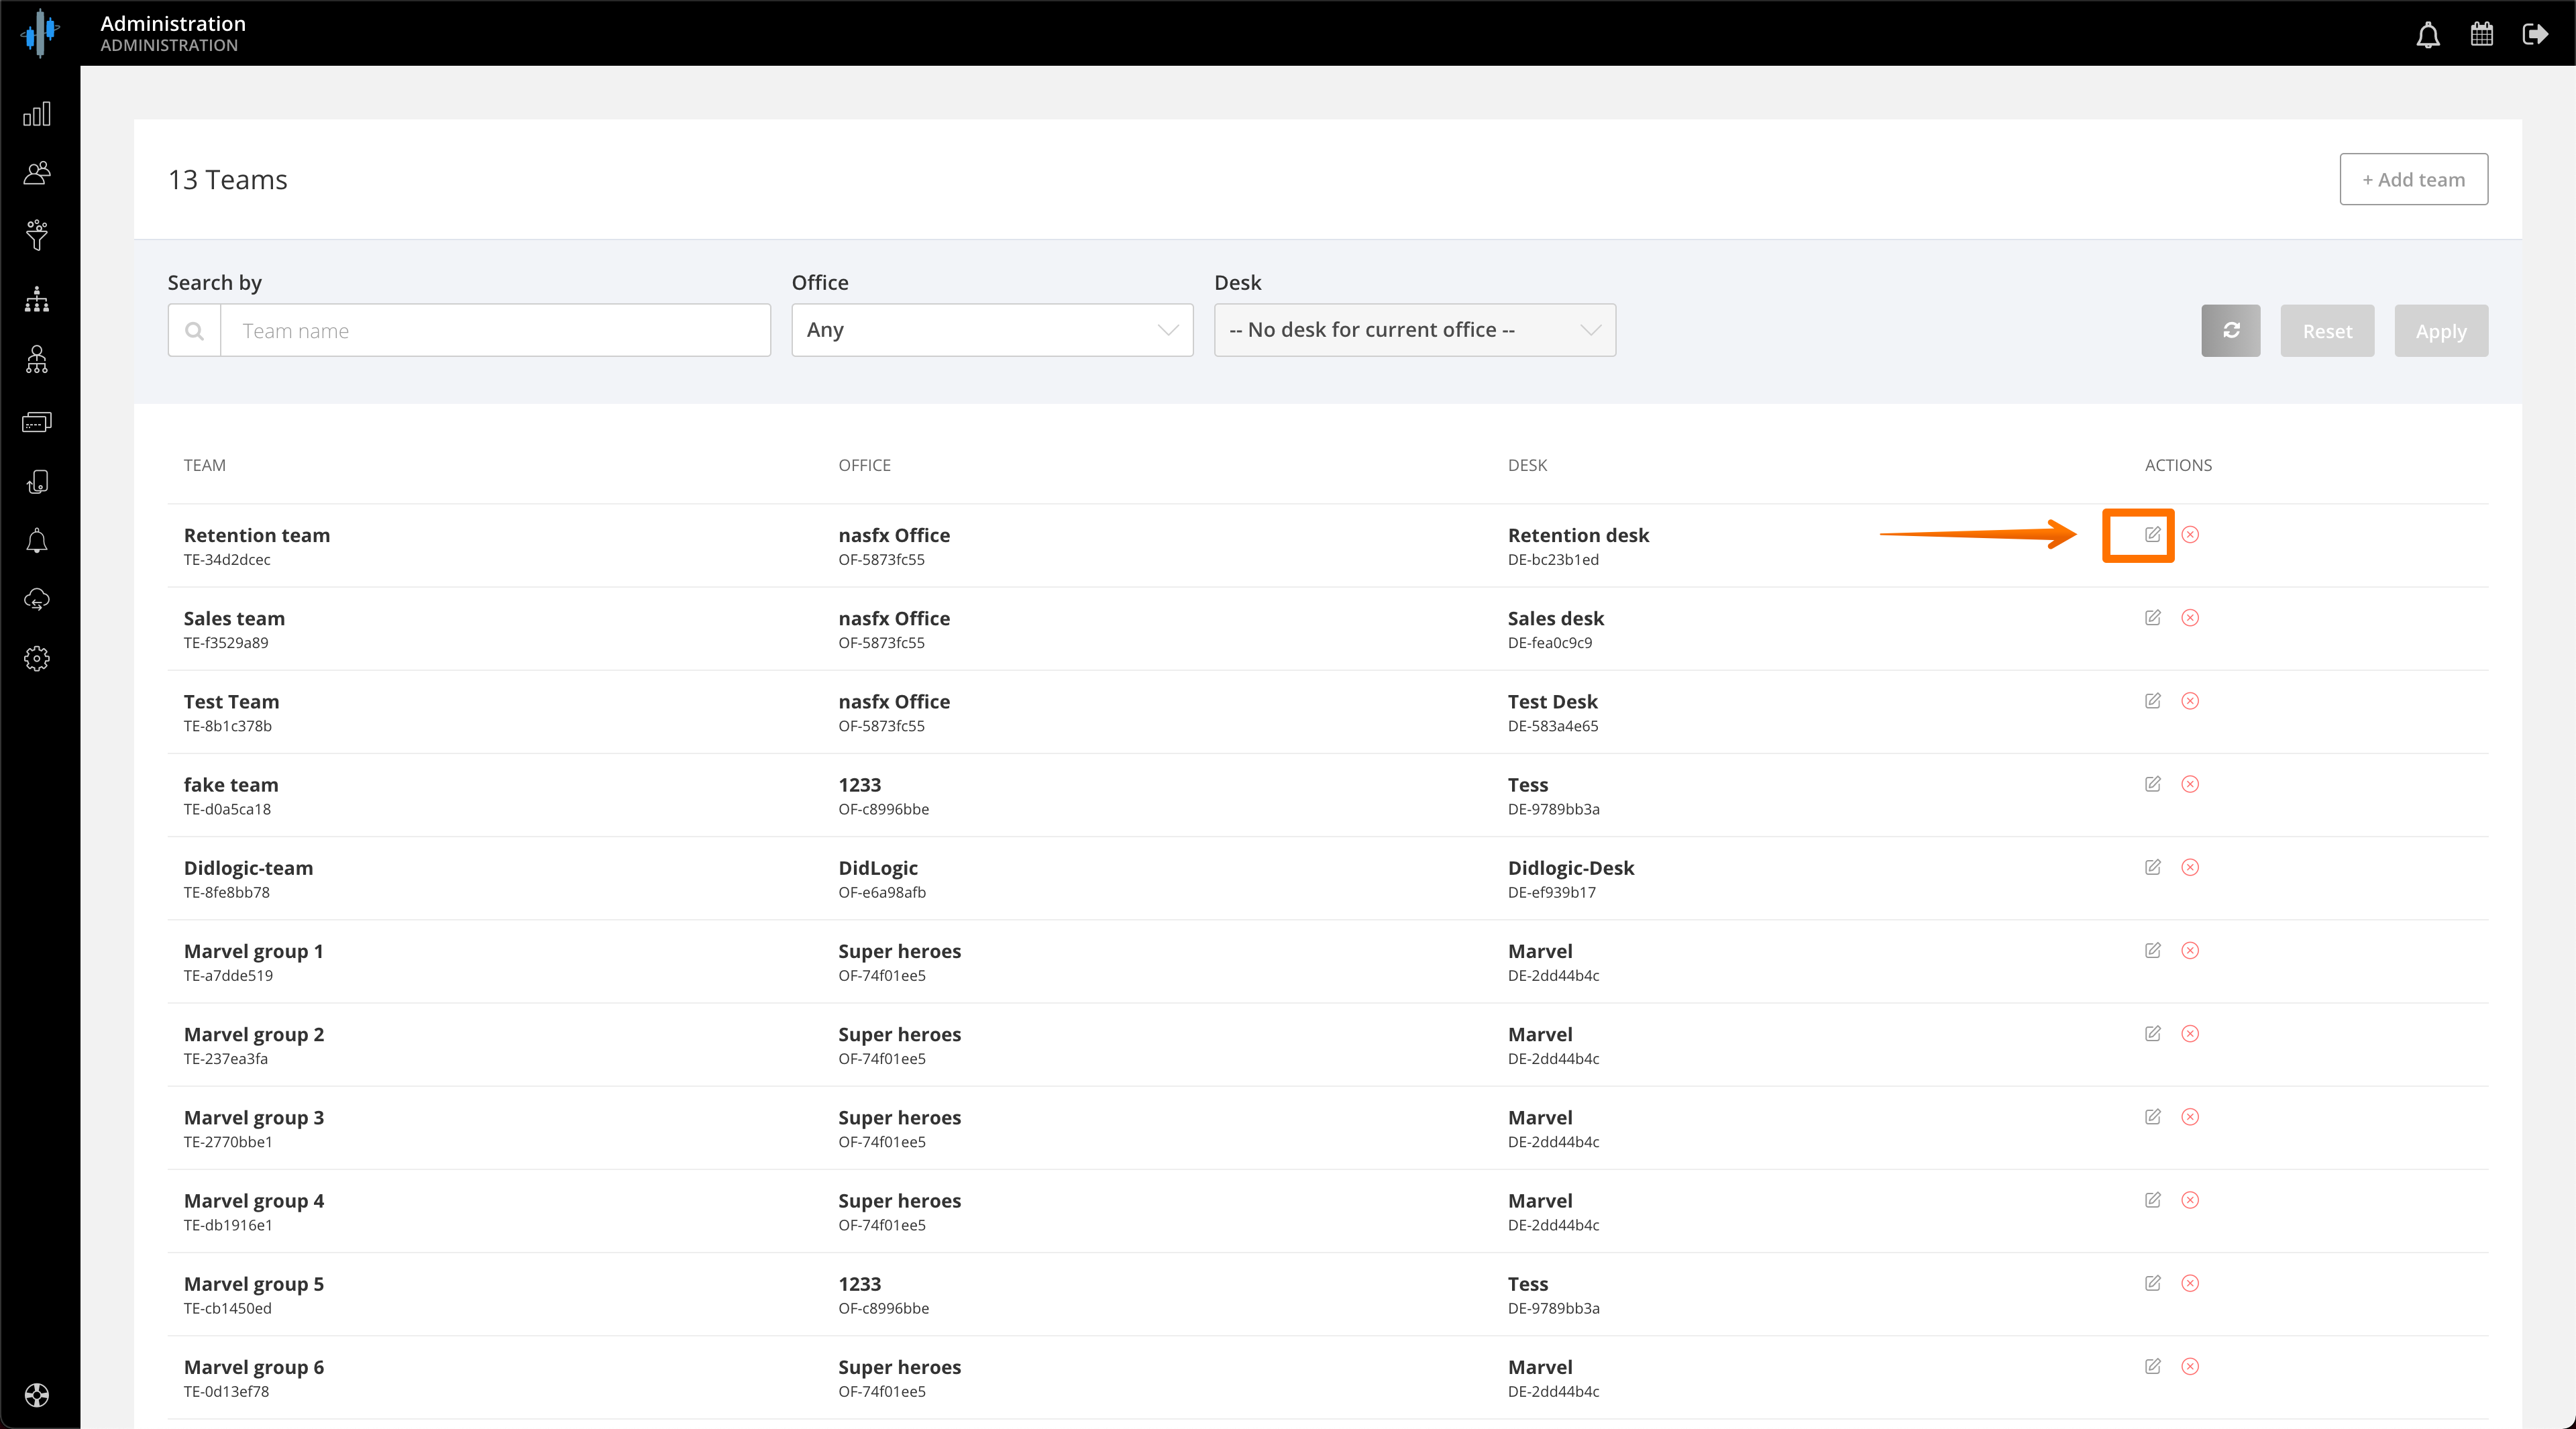 Administration
ADMINISTRATION
13 Teams
+ Add team
Search by
Office
Desk
Team name
Any
-- No desk for current office --
Reset
Apply
TEAM OFFICE DESK ACTIONS
Retention team nasfx Office Retention desk
TE-34d2dcec OF-5873fc55 DE-bc23b1ed
Sales team nasfx Office Sales desk
TE-f3529a89 OF-5873fc55 DE-fea0c9c9
Test Team nasfx Office Test Desk
TE-8b1c378b OF-5873fc55 DE-583a4e65
fake team 1233 Tess
TE-d0a5ca18 OF-c8996bbe DE-9789bb3a
Didlogic-team DidLogic Didlogic-Desk
TE-8fe8bb78 OF-e6a98afb DE-ef939b17
Marvel group 1 Super heroes Marvel
TE-a7dde519 OF-74f01ee5 DE-2dd44b4c
Marvel group 2 Super heroes Marvel
TE-237ea3fa OF-74f01ee5 DE-2dd44b4c
Marvel group 3 Super heroes Marvel
TE-2770bbe1 OF-74f01ee5 DE-2dd44b4c
Marvel group 4 Super heroes Marvel
TE-db1916e1 OF-74f01ee5 DE-2dd44b4c
Marvel group 5 1233 Tess
TE-cb1450ed OF-c8996bbe DE-9789bb3a
Marvel group 6 Super heroes Marvel
TE-0d13ef78 OF-74f01ee5 DE-2dd44b4c